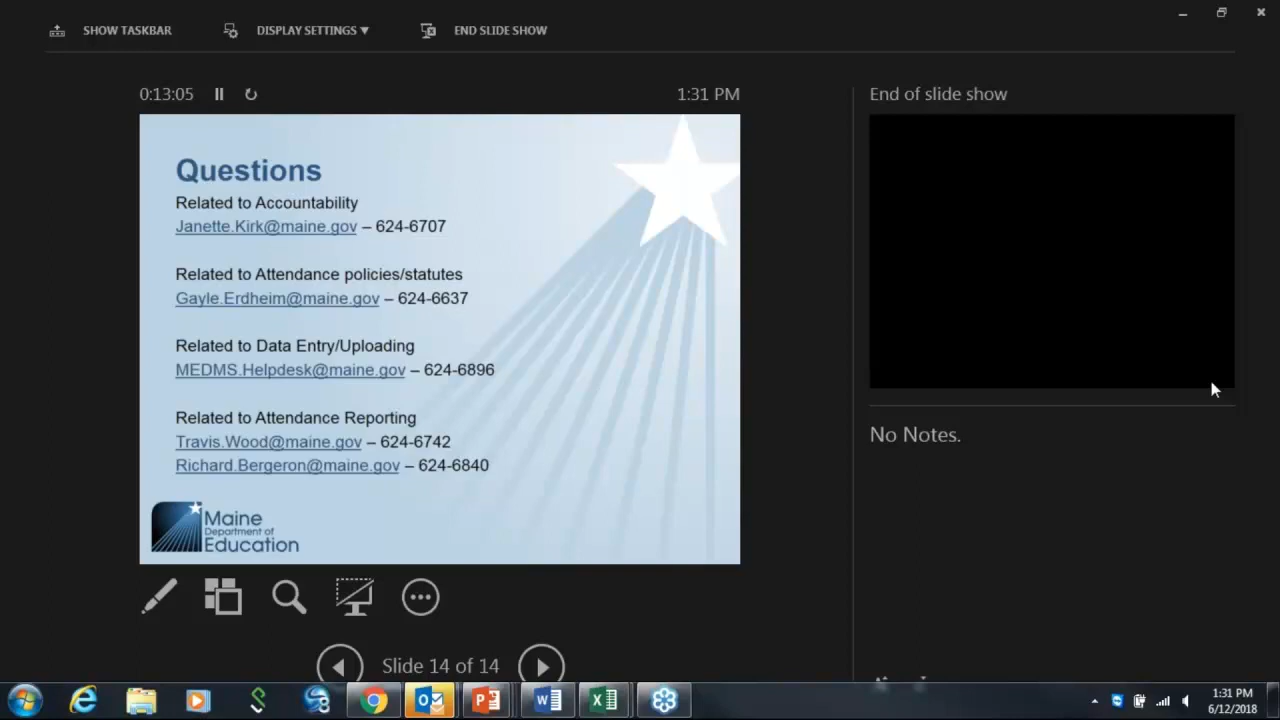 SHOW TASKBAR
DISPLAY SETTINGS ▼
END SLIDE SHOW
0:13:05
1:31 PM
End of slide show
Questions
Related to Accountability
Janette.Kirk@maine.gov – 624-6707
Related to Attendance policies/statutes
Gayle.Erdheim@maine.gov – 624-6637
Related to Data Entry/Uploading
MEDMS.Helpdesk@maine.gov – 624-6896
Related to Attendance Reporting
Travis.Wood@maine.gov – 624-6742
Richard.Bergeron@maine.gov – 624-6840
Maine
Department of
Education
No Notes.
Slide 14 of 14
1:31 PM
6/12/2018